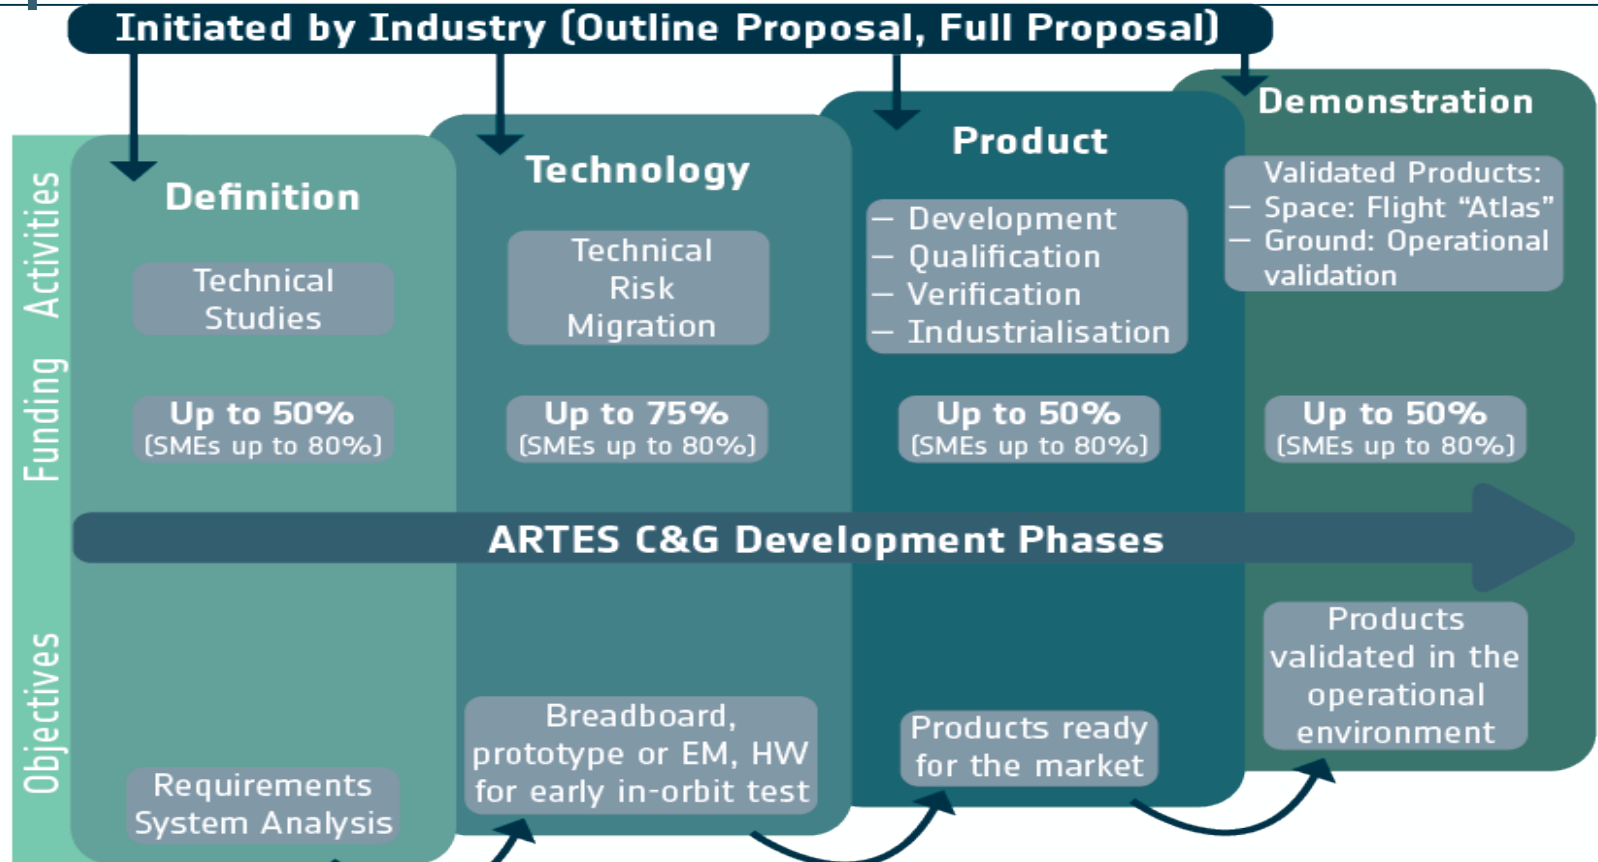 Initiated by Industry (Outline Proposal, Full Proposal)
Activities
Funding
Objectives
Definition
Technical
Studies
Up to 50%
(SMEs up to 80%)
Requirements
System Analysis
Technology
Technical
Risk
Migration
Up to 75%
(SMEs up to 80%)
Breadboard,
prototype or EM, HW
for early in-orbit test
Product
— Development
— Qualification
— Verification
— Industrialisation
Up to 50%
(SMEs up to 80%)
Products ready
for the market
Demonstration
Validated Products:
— Space: Flight “Atlas”
— Ground: Operational
validation
Up to 50%
(SMEs up to 80%)
Products
validated in the
operational
environment
ARTES C&G Development Phases